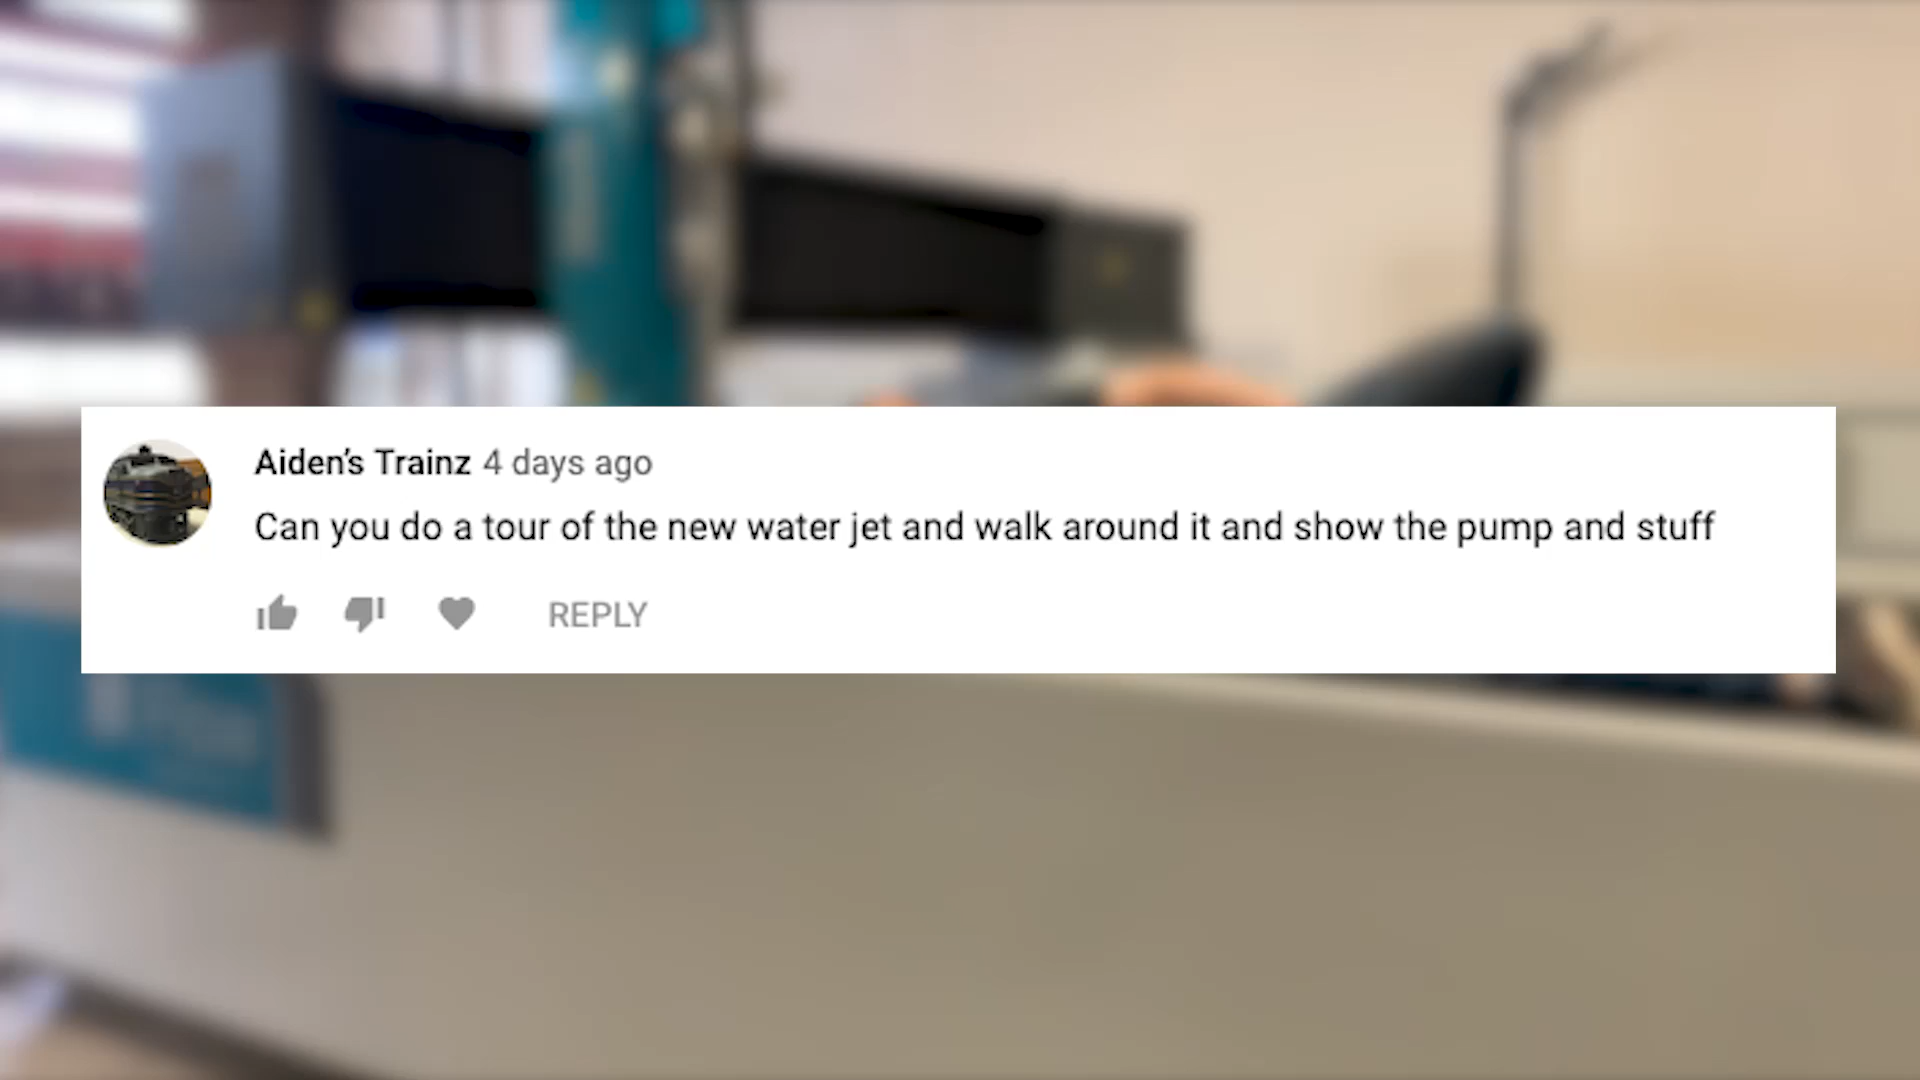 Aiden's Trainz 4 days ago
Can you do a tour of the new water jet and walk around it and show the pump and stuff
REPLY